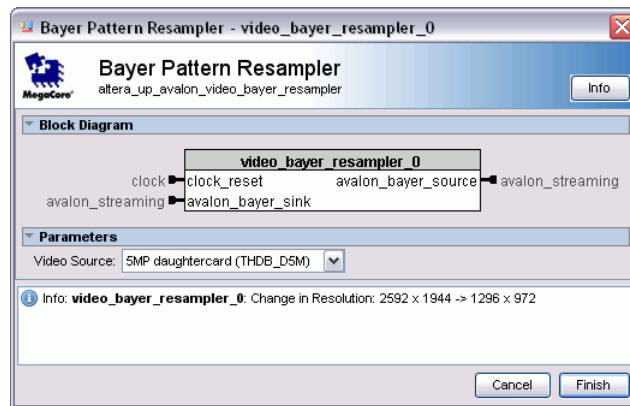 Bayer Pattern Resampler - video_bayer_resampler_0
Bayer Pattern Resampler
altera_up_avalon_video_bayer_resampler
MegaCore®
Info
Block Diagram
video_bayer_resampler_0
clock clock_reset avalon_bayer_source avalon_streaming
avalon_streaming avalon_bayer_sink
Parameters
Video Source: 5MP daughtercard (THDB_D5M)
Info: video_bayer_resampler_0: Change in Resolution: 2592 x 1944 -> 1296 x 972
Cancel Finish